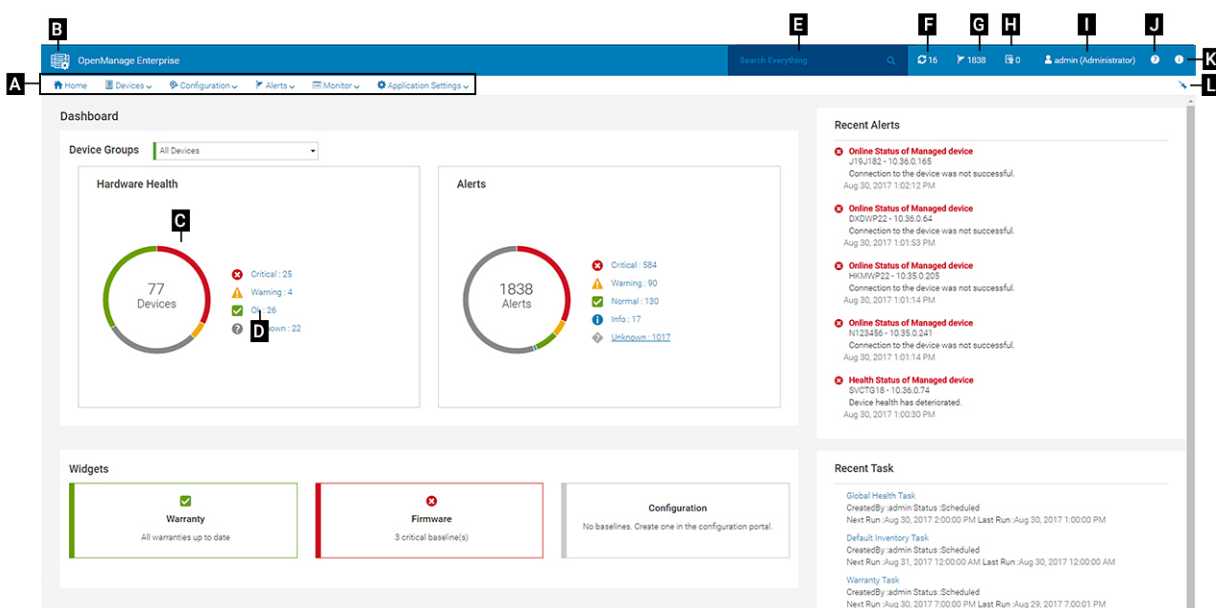 B E F G H I J
OpenManage Enterprise Search Everything 16 1838 0 admin (Administrator) K
A Home Devices Configuration Alerts Monitor Application Settings L
Dashboard
Device Groups All Devices
Hardware Health
C
77
Devices
Critical : 25
Warning : 4
: 26
D : 22
Alerts
1838
Alerts
Critical : 584
Warning : 90
Normal : 130
Info : 17
Unknown : 1017
Widgets
Warranty
All warranties up to date
Firmware
3 critical baseline(s)
Configuration
No baselines. Create one in the configuration portal.
Recent Alerts
Online Status of Managed device
J19J182 - 10.36.0.165
Connection to the device was not successful.
Aug 30, 2017 1:02:12 PM
Online Status of Managed device
DXDWP22 - 10.36.0.64
Connection to the device was not successful.
Aug 30, 2017 1:01:53 PM
Online Status of Managed device
HKMWP22 - 10.35.0.205
Connection to the device was not successful.
Aug 30, 2017 1:01:14 PM
Online Status of Managed device
N123456 - 10.35.0.241
Connection to the device was not successful.
Aug 30, 2017 1:01:14 PM
Health Status of Managed device
SVCTG18 - 10.36.0.74
Device health has deteriorated.
Aug 30, 2017 1:00:30 PM
Recent Task
Global Health Task
CreatedBy :admin Status :Scheduled
Next Run :Aug 30, 2017 2:00:00 PM Last Run :Aug 30, 2017 1:00:00 PM
Default Inventory Task
CreatedBy :admin Status :Scheduled
Next Run :Aug 31, 2017 12:00:00 AM Last Run :Aug 30, 2017 12:00:00 AM
Warranty Task
CreatedBy :admin Status :Scheduled
Next Run :Aug 30, 2017 7:00:00 PM Last Run :Aug 29, 2017 7:00:01 PM